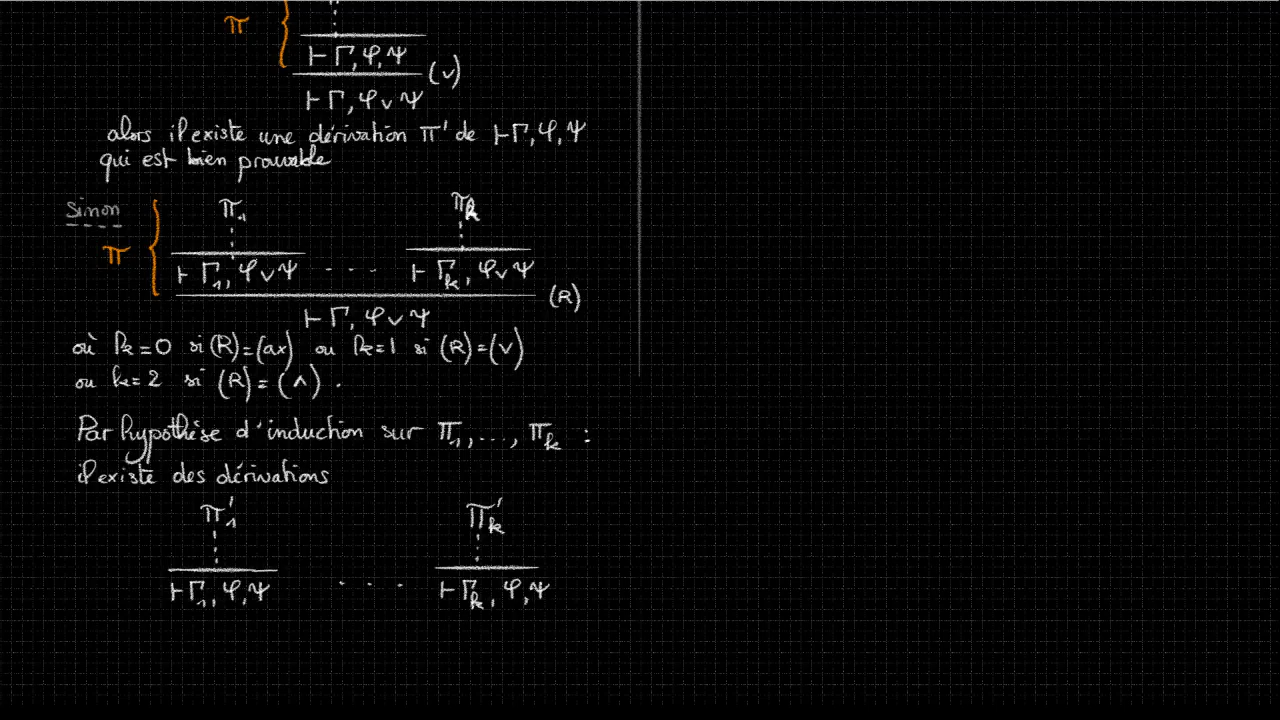 π
⊢ Γ, φ, ψ
(∨)
⊢ Γ, φ ∨ ψ
alors il existe une dérivation π' de ⊢ Γ, φ, ψ
qui est bien prouvable
Sinon
π₁ πₖ
π
⊢ Γ₁, φ ∨ ψ . . . . ⊢ Γₖ, φ ∨ ψ
(R)
⊢ Γ, φ ∨ ψ
où k=0 si (R)=(ax) ou k=1 si (R)=(∨)
ou k=2 si (R)=(∧) .
Par hypothèse d'induction sur π₁, ..., πₖ :
il existe des dérivations
π'₁ π'ₖ
⊢ Γ₁, φ, ψ . . . . ⊢ Γₖ, φ, ψ